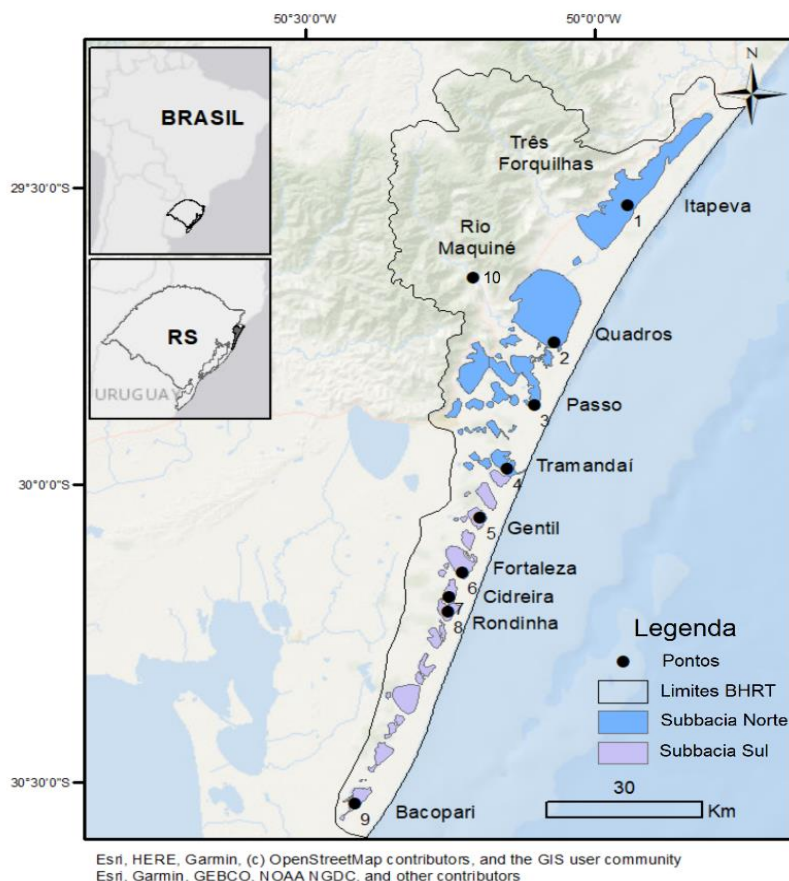 50°30'0"W
50°0'0"W
BRASIL
N
Três
Forquilhas
29°30'0"S
Itapeva
1
Rio
Maquiné
10
RS
Quadros
2
URUGUAY
Passo
3
Tramandaí
30°0'0"S
4
Gentil
5
Fortaleza
6
Cidreira
7
Rondinha
8
Legenda
Pontos
Limites BHRT
Subbacia Norte
Subbacia Sul
30°30'0"S
30
Km
Bacopari
9
Esri, HERE, Garmin, (c) OpenStreetMap contributors, and the GIS user community
Esri, Garmin, GEBCO, NOAA NGDC, and other contributors